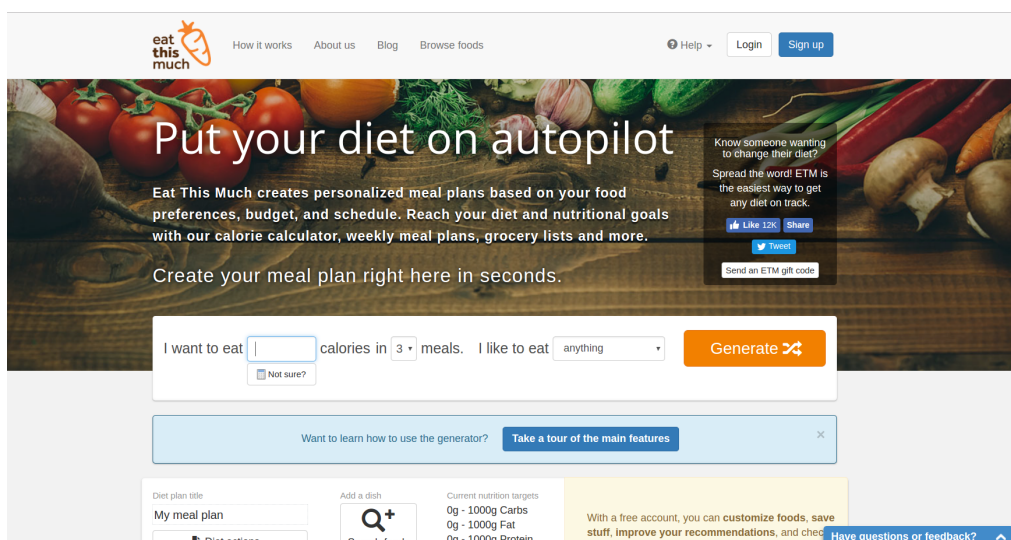 eat
this
much
How it works About us Blog Browse foods Help Login Sign up
Put your diet on autopilot
Eat This Much creates personalized meal plans based on your food
preferences, budget, and schedule. Reach your diet and nutritional goals
with our calorie calculator, weekly meal plans, grocery lists and more.
Create your meal plan right here in seconds.
Know someone wanting
to change their diet?
Spread the word! ETM is
the easiest way to get
any diet on track.
Like 12K Share
Tweet
Send an ETM gift code
I want to eat calories in 3 meals. I like to eat anything Generate
Not sure?
Want to learn how to use the generator? Take a tour of the main features ×
Diet plan title
My meal plan
Diet actions
Add a dish
Current nutrition targets
0g - 1000g Carbs
0g - 1000g Fat
0g - 1000g Protein
With a free account, you can customize foods, save
stuff, improve your recommendations, and chec
Have questions or feedback?